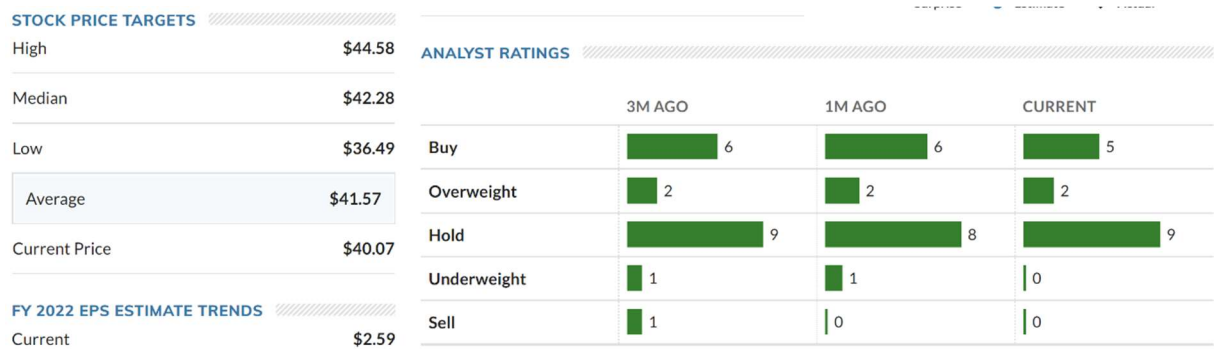 STOCK PRICE TARGETS
High $44.58
Median $42.28
Low $36.49
Average $41.57
Current Price $40.07
FY 2022 EPS ESTIMATE TRENDS
Current $2.59
ANALYST RATINGS
3M AGO 1M AGO CURRENT
Buy 6 6 5
Overweight 2 2 2
Hold 9 8 9
Underweight 1 1 0
Sell 1 0 0